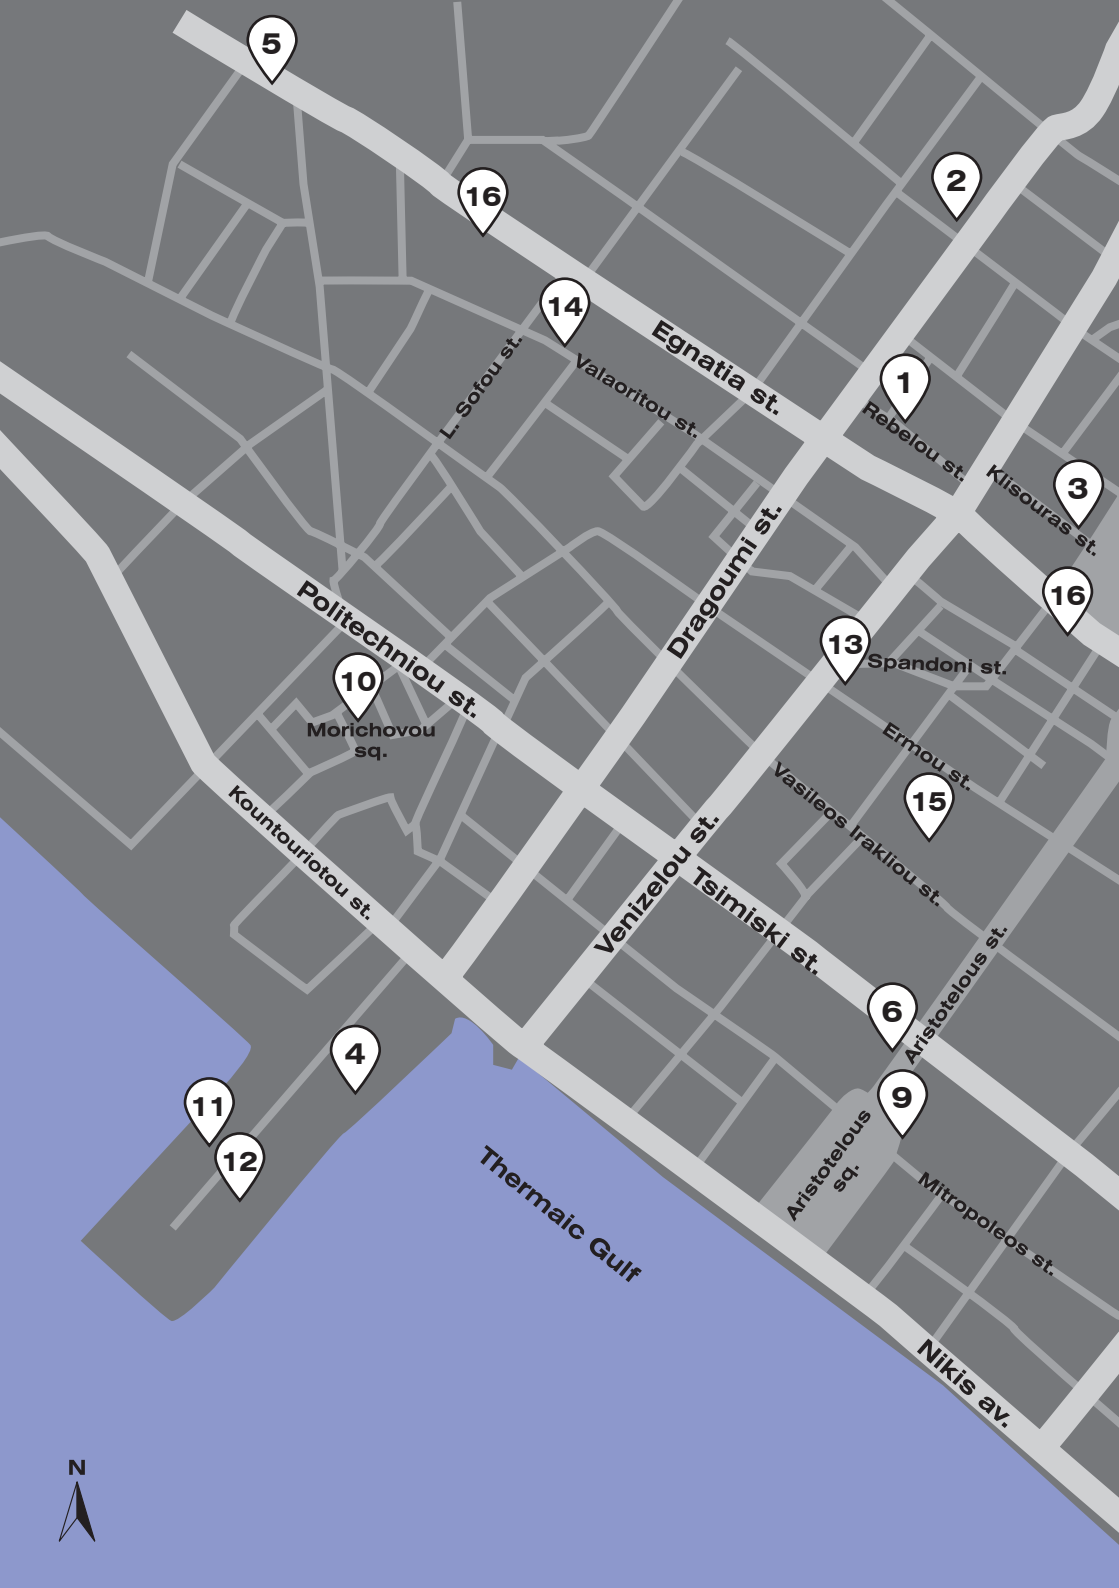 5
2
16
14
Egnatia st.
L. Sofou st.
Valaoritou st.
1
Rebelou st.
Klisouras st.
3
Dragoumi st.
16
Politechniou st.
13
Spandoni st.
10
Morichovou
sq.
Ermou st.
15
Vasileos Irakliou st.
Kountouriotou st.
Venizelou st.
Tsimiski st.
Aristotelous st.
6
4
9
11
12
Aristotelous
sq.
Thermaic Gulf
Mitropoleos st.
Nikis av.
N